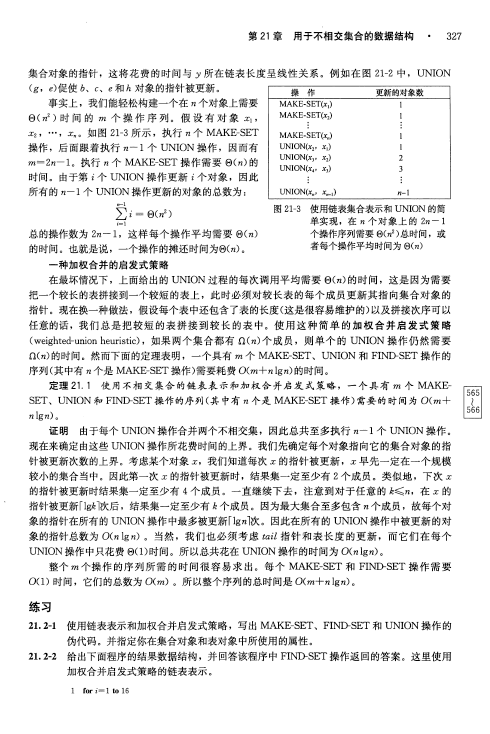 第21章 用于不相交集合的数据结构 · 327
集合对象的指针，这将花费的时间与 y 所在链表长度呈线性关系。例如在图 21-2 中，UNION
(g，e)促使 b、c、e 和 h 对象的指针被更新。
事实上，我们能轻松构建一个在 n 个对象上需要
Θ(n²) 时间的 m 个操作序列。假设有对象 x₁，
x₂，…，xₙ。如图 21-3 所示，执行 n 个 MAKE-SET
操作，后面跟着执行 n−1 个 UNION 操作，因而有
m=2n−1。执行 n 个 MAKE-SET 操作需要 Θ(n)的
时间。由于第 i 个 UNION 操作更新 i 个对象，因此
所有的 n−1 个 UNION 操作更新的对象的总数为：
n−1
∑ i = Θ(n²)
i=1
总的操作数为 2n−1，这样每个操作平均需要 Θ(n)
的时间。也就是说，一个操作的摊还时间为Θ(n)。
操 作 更新的对象数
MAKE-SET(x₁) 1
MAKE-SET(x₂) 1
⋮ ⋮
MAKE-SET(xₙ) 1
UNION(x₂，x₁) 1
UNION(x₃，x₂) 2
UNION(x₄，x₃) 3
⋮ ⋮
UNION(xₙ，xₙ₋₁) n−1
图 21-3 使用链表集合表示和 UNION 的简
单实现，在 n 个对象上的 2n−1
个操作序列需要 Θ(n²)总时间，或
者每个操作平均时间为 Θ(n)
一种加权合并的启发式策略
在最坏情况下，上面给出的 UNION 过程的每次调用平均需要 Θ(n)的时间，这是因为需要
把一个较长的表拼接到一个较短的表上，此时必须对较长表的每个成员更新其指向集合对象的
指针。现在换一种做法，假设每个表中还包含了表的长度(这是很容易维护的)以及拼接次序可以
任意的话，我们总是把较短的表拼接到较长的表中。使用这种简单的加权合并启发式策略
(weighted-union heuristic)，如果两个集合都有 Ω(n)个成员，则单个的 UNION 操作仍然需要
Ω(n)的时间。然而下面的定理表明，一个具有 m 个 MAKE-SET、UNION 和 FIND-SET 操作的
序列(其中有 n 个是 MAKE-SET 操作)需要耗费 O(m+nlgn)的时间。
定理 21.1 使用不相交集合的链表表示和加权合并启发式策略，一个具有 m 个 MAKE-
SET、UNION 和 FIND-SET 操作的序列(其中有 n 个是 MAKE-SET 操作)需要的时间为 O(m+
nlgn)。
565
~
566
证明 由于每个 UNION 操作合并两个不相交集，因此总共至多执行 n−1 个 UNION 操作。
现在来确定由这些 UNION 操作所花费时间的上界。我们先确定每个对象指向它的集合对象的指
针被更新次数的上界。考虑某个对象 x，我们知道每次 x 的指针被更新，x 早先一定在一个规模
较小的集合当中。因此第一次 x 的指针被更新时，结果集一定至少有 2 个成员。类似地，下次 x
的指针被更新时结果集一定至少有 4 个成员。一直继续下去，注意到对于任意的 k≤n，在 x 的
指针被更新⌈lgk⌉次后，结果集一定至少有 k 个成员。因为最大集合至多包含 n 个成员，故每个对
象的指针在所有的 UNION 操作中最多被更新⌈lgn⌉次。因此在所有的 UNION 操作中被更新的对
象的指针总数为 O(nlgn) 。当然，我们也必须考虑 tail 指针和表长度的更新，而它们在每个
UNION 操作中只花费 Θ(1)时间。所以总共花在 UNION 操作的时间为 O(nlgn)。
整个 m 个操作的序列所需的时间很容易求出。每个 MAKE-SET 和 FIND-SET 操作需要
O(1) 时间，它们的总数为 O(m) 。所以整个序列的总时间是 O(m+nlgn)。
练习
21.2-1 使用链表表示和加权合并启发式策略，写出 MAKE-SET、FIND-SET 和 UNION 操作的
伪代码。并指定你在集合对象和表对象中所使用的属性。
21.2-2 给出下面程序的结果数据结构，并回答该程序中 FIND-SET 操作返回的答案。这里使用
加权合并启发式策略的链表表示。
1 for i=1 to 16